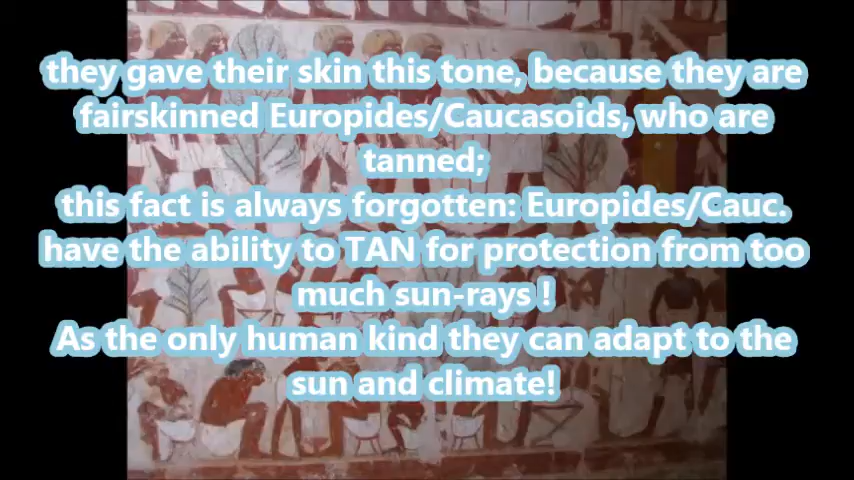 they gave their skin this tone, because they are
fairskinned Europides/Caucasoids, who are
tanned;
this fact is always forgotten: Europides/Cauc.
have the ability to TAN for protection from too
much sun-rays !
As the only human kind they can adapt to the
sun and climate!